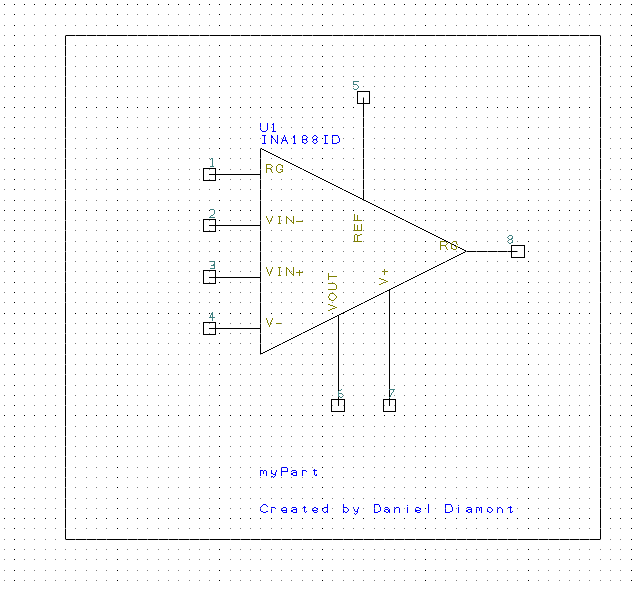 5
U1
INA188ID
1
RG
2
VIN-
REF
8
RG
3
VIN+
VOUT
V+
4
V-
6
7
myPart
Created by Daniel Diamont